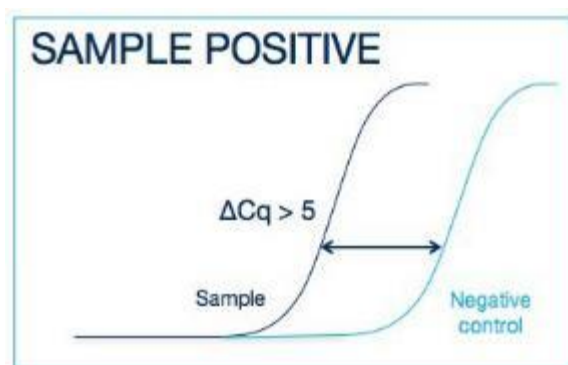 SAMPLE POSITIVE
ΔCq > 5
Sample
Negative
control